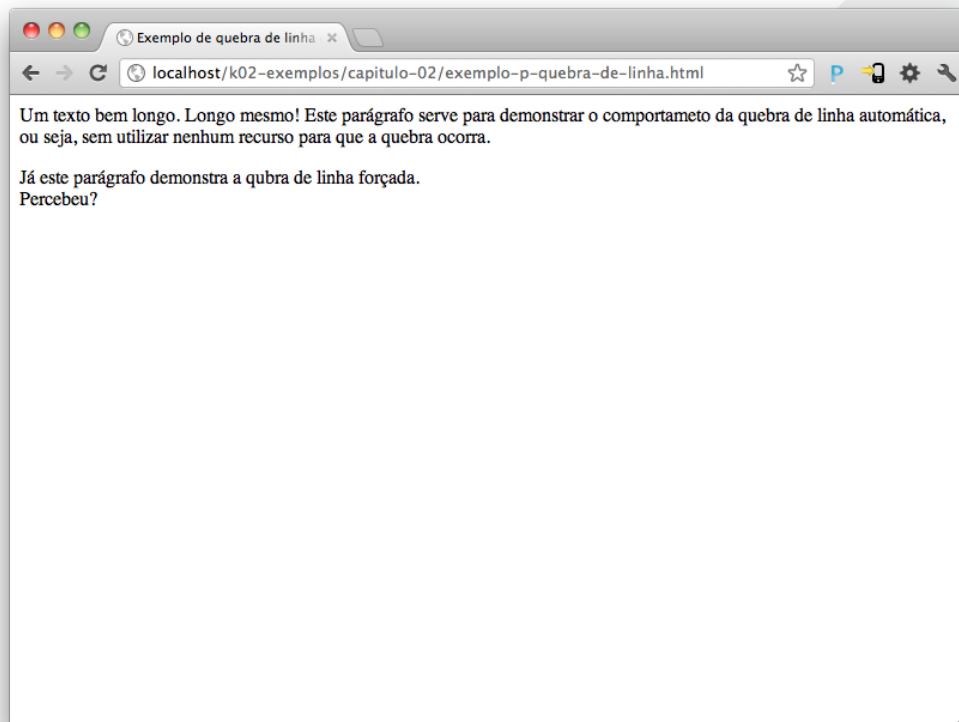 Exemplo de quebra de linha
localhost/k02-exemplos/capitulo-02/exemplo-p-quebra-de-linha.html
P
Um texto bem longo. Longo mesmo! Este parágrafo serve para demonstrar o comportameto da quebra de linha automática,
ou seja, sem utilizar nenhum recurso para que a quebra ocorra.
Já este parágrafo demonstra a qubra de linha forçada.
Percebeu?